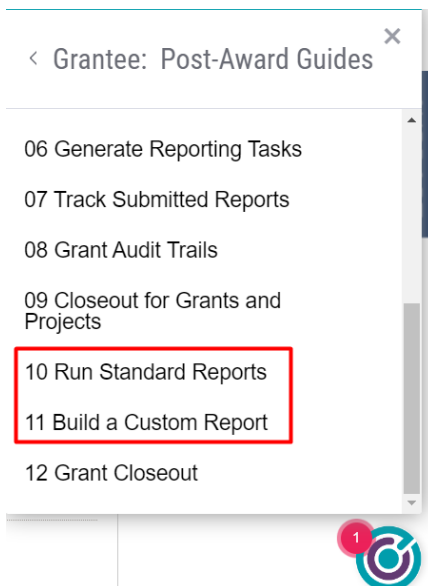 < Grantee: Post-Award Guides ×
06 Generate Reporting Tasks
07 Track Submitted Reports
08 Grant Audit Trails
09 Closeout for Grants and
Projects
10 Run Standard Reports
11 Build a Custom Report
12 Grant Closeout
1